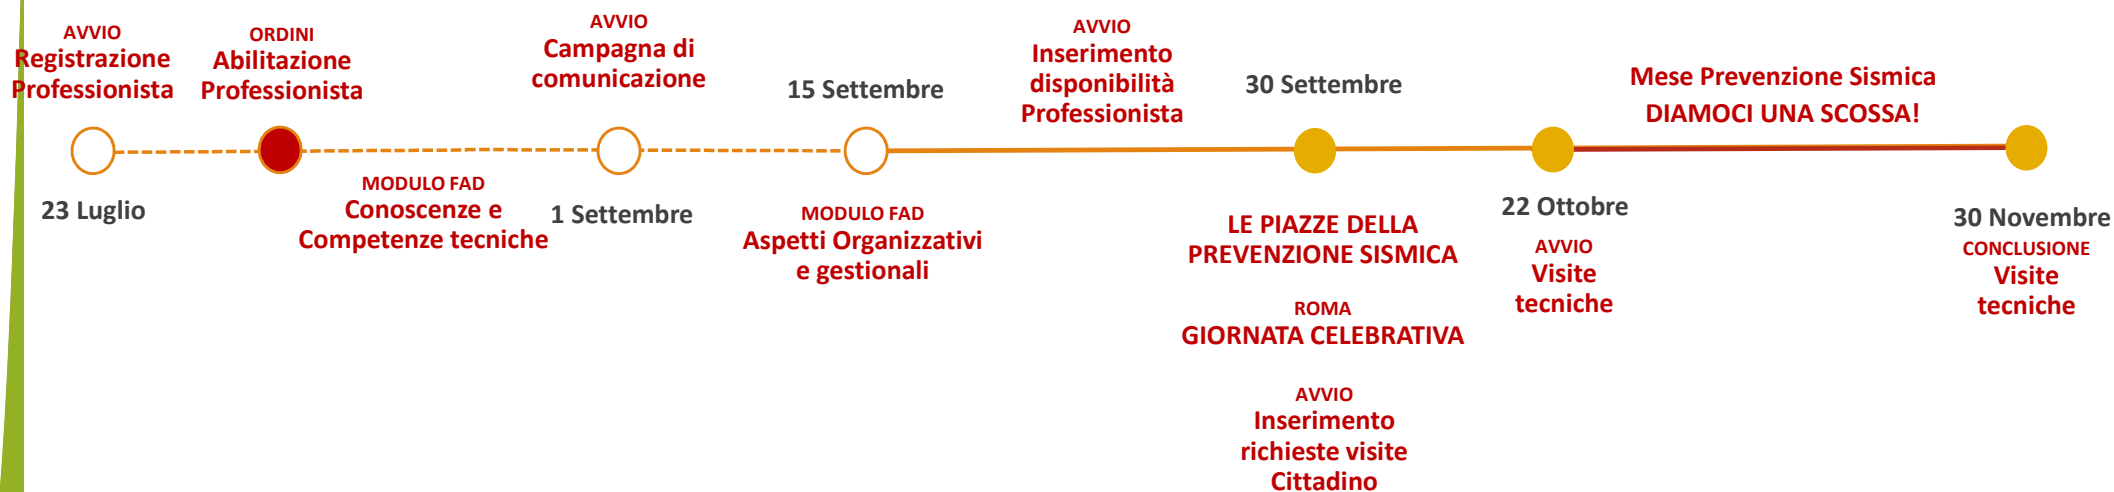 AVVIO
Registrazione
Professionista
23 Luglio
ORDINI
Abilitazione
Professionista
MODULO FAD
Conoscenze e
Competenze tecniche
AVVIO
Campagna di
comunicazione
1 Settembre
15 Settembre
MODULO FAD
Aspetti Organizzativi
e gestionali
AVVIO
Inserimento
disponibilità
Professionista
30 Settembre
LE PIAZZE DELLA
PREVENZIONE SISMICA
ROMA
GIORNATA CELEBRATIVA
AVVIO
Inserimento
richieste visite
Cittadino
22 Ottobre
AVVIO
Visite
tecniche
Mese Prevenzione Sismica
DIAMOCI UNA SCOSSA!
30 Novembre
CONCLUSIONE
Visite
tecniche